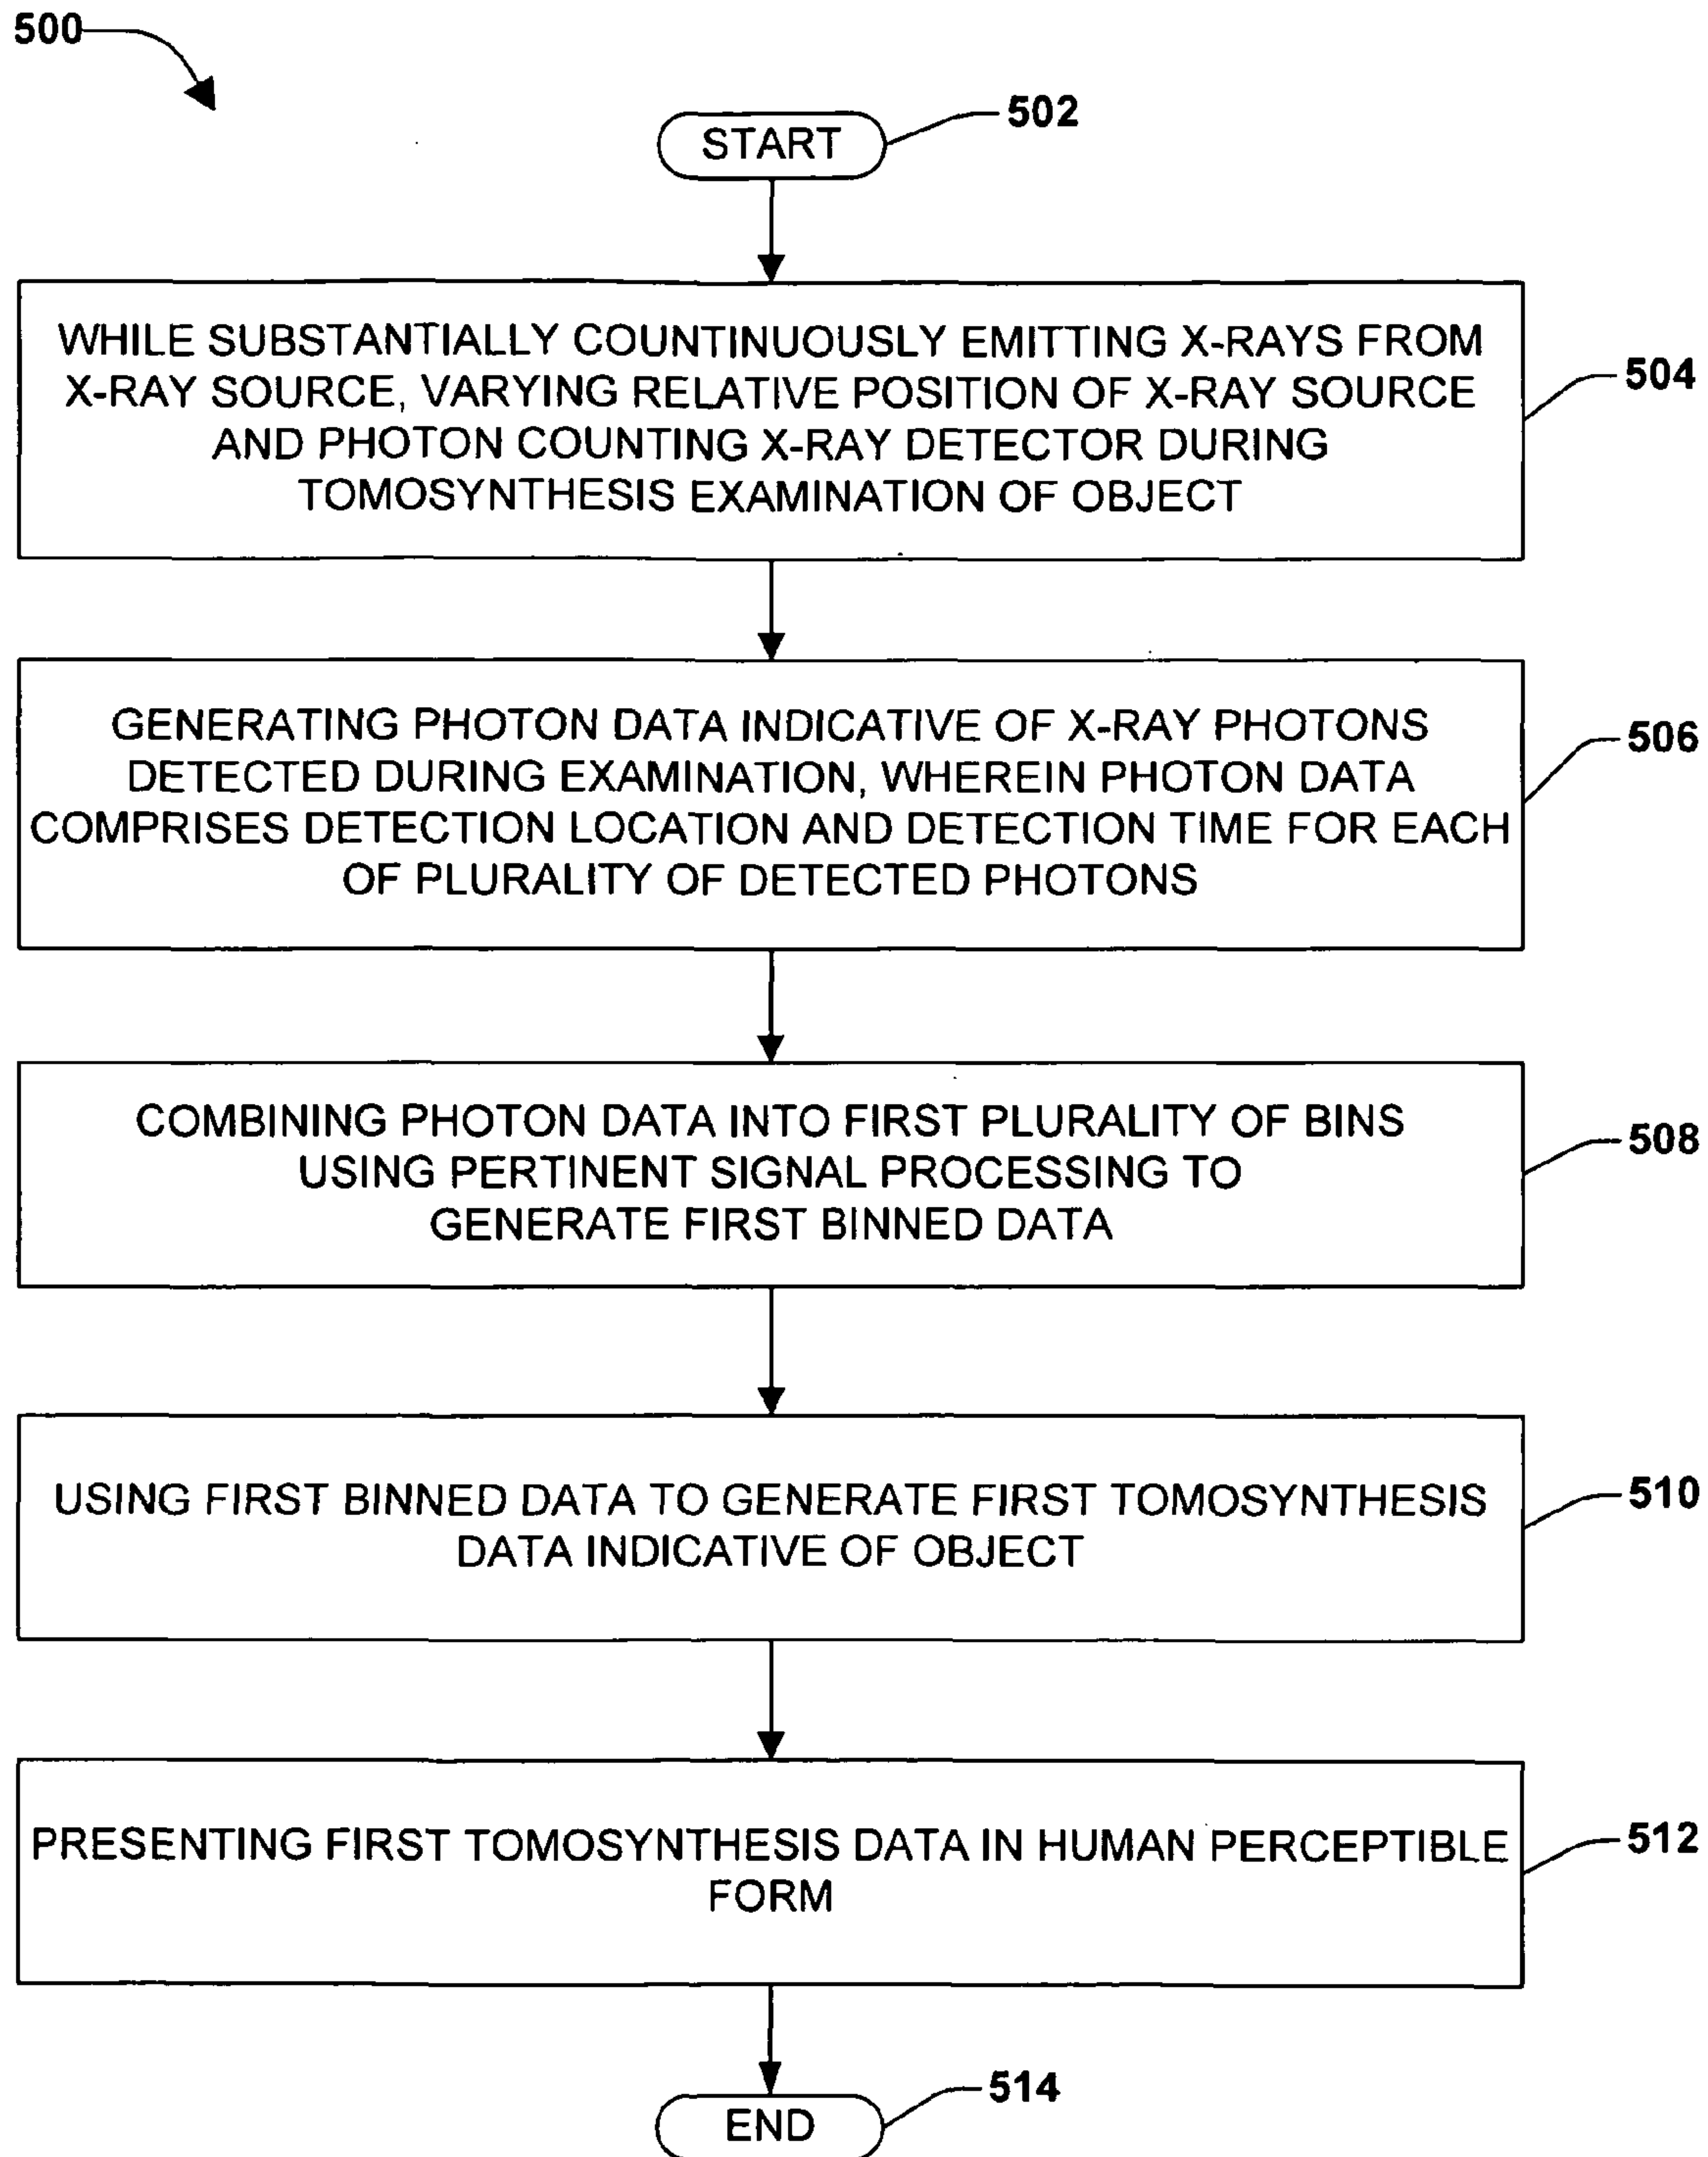 500
502
START
WHILE SUBSTANTIALLY COUNTINUOUSLY EMITTING X-RAYS FROM
X-RAY SOURCE, VARYING RELATIVE POSITION OF X-RAY SOURCE
AND PHOTON COUNTING X-RAY DETECTOR DURING
TOMOSYNTHESIS EXAMINATION OF OBJECT
504
GENERATING PHOTON DATA INDICATIVE OF X-RAY PHOTONS
DETECTED DURING EXAMINATION, WHEREIN PHOTON DATA
COMPRISES DETECTION LOCATION AND DETECTION TIME FOR EACH
OF PLURALITY OF DETECTED PHOTONS
506
COMBINING PHOTON DATA INTO FIRST PLURALITY OF BINS
USING PERTINENT SIGNAL PROCESSING TO
GENERATE FIRST BINNED DATA
508
USING FIRST BINNED DATA TO GENERATE FIRST TOMOSYNTHESIS
DATA INDICATIVE OF OBJECT
510
PRESENTING FIRST TOMOSYNTHESIS DATA IN HUMAN PERCEPTIBLE
FORM
512
514
END